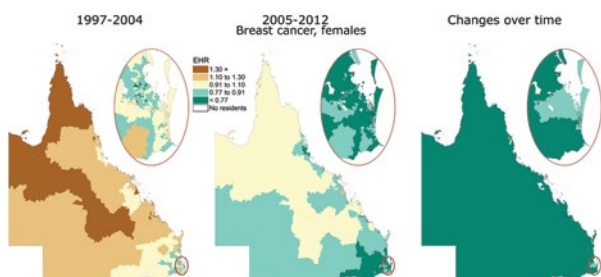 1997-2004
2005-2012
Changes over time
Breast cancer, females
EHR
1.30 +
1.10 to 1.30
0.91 to 1.10
0.77 to 0.91
< 0.77
No residents